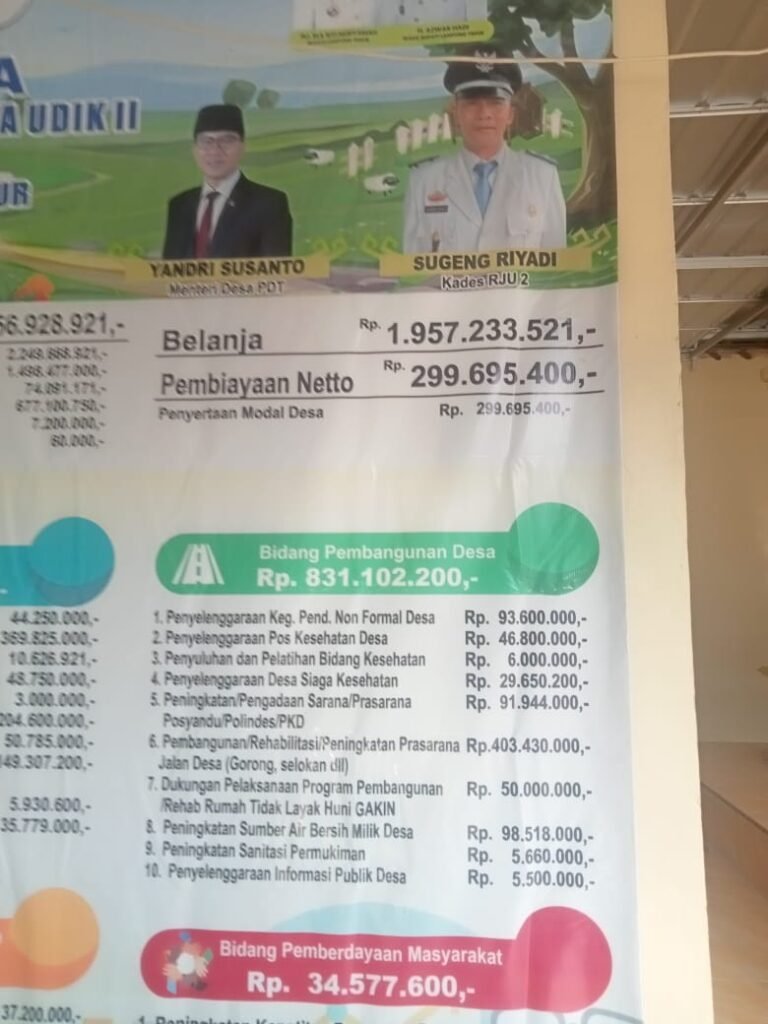 A
A UDIK II
UR
YANDRI SUSANTO
Menteri Desa PDT
SUGENG RIYADI
Kades RJU 2
56.928.921,-
2.249.668.921,-
1.498.477.000,-
74.091.171,-
677.100.750,-
7.200.000,-
60.000,-
Belanja Rp. 1.957.233.521,-
Pembiayaan Netto Rp. 299.695.400,-
Penyertaan Modal Desa Rp. 299.695.400,-
44.250.000,-
369.825.000,-
10.626.921,-
48.750.000,-
3.000.000,-
204.600.000,-
50.785.000,-
149.307.200,-
5.930.600,-
35.779.000,-
37.200.000,-
Bidang Pembangunan Desa
Rp. 831.102.200,-
1. Penyelenggaraan Keg. Pend. Non Formal Desa Rp. 93.600.000,-
2. Penyelenggaraan Pos Kesehatan Desa Rp. 46.800.000,-
3. Penyuluhan dan Pelatihan Bidang Kesehatan Rp. 6.000.000,-
4. Penyelenggaraan Desa Siaga Kesehatan Rp. 29.650.200,-
5. Peningkatan/Pengadaan Sarana/Prasarana Rp. 91.944.000,-
Posyandu/Polindes/PKD
6. Pembangunan/Rehabilitasi/Peningkatan Prasarana Rp.403.430.000,-
Jalan Desa (Gorong, selokan dll)
7. Dukungan Pelaksanaan Program Pembangunan Rp. 50.000.000,-
/Rehab Rumah Tidak Layak Huni GAKIN
8. Peningkatan Sumber Air Bersih Milik Desa Rp. 98.518.000,-
9. Peningkatan Sanitasi Permukiman Rp. 5.660.000,-
10. Penyelenggaraan Informasi Publik Desa Rp. 5.500.000,-
Bidang Pemberdayaan Masyarakat
Rp. 34.577.600,-